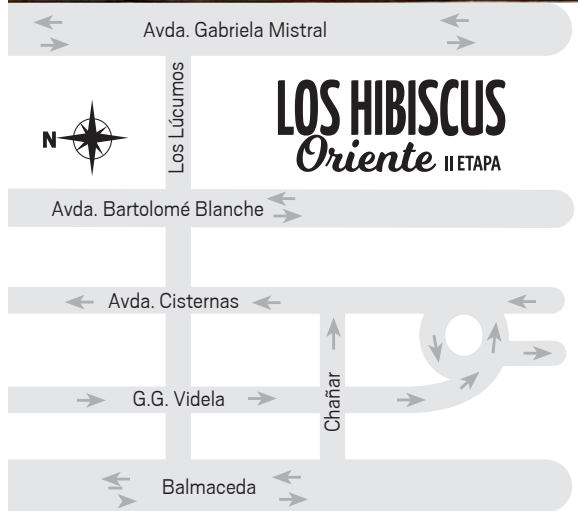 Avda. Gabriela Mistral
Los Lúcumos
LOS HIBISCUS
Oriente II ETAPA
N
Avda. Bartolomé Blanche
Avda. Cisternas
G.G. Videla
Chañar
Balmaceda